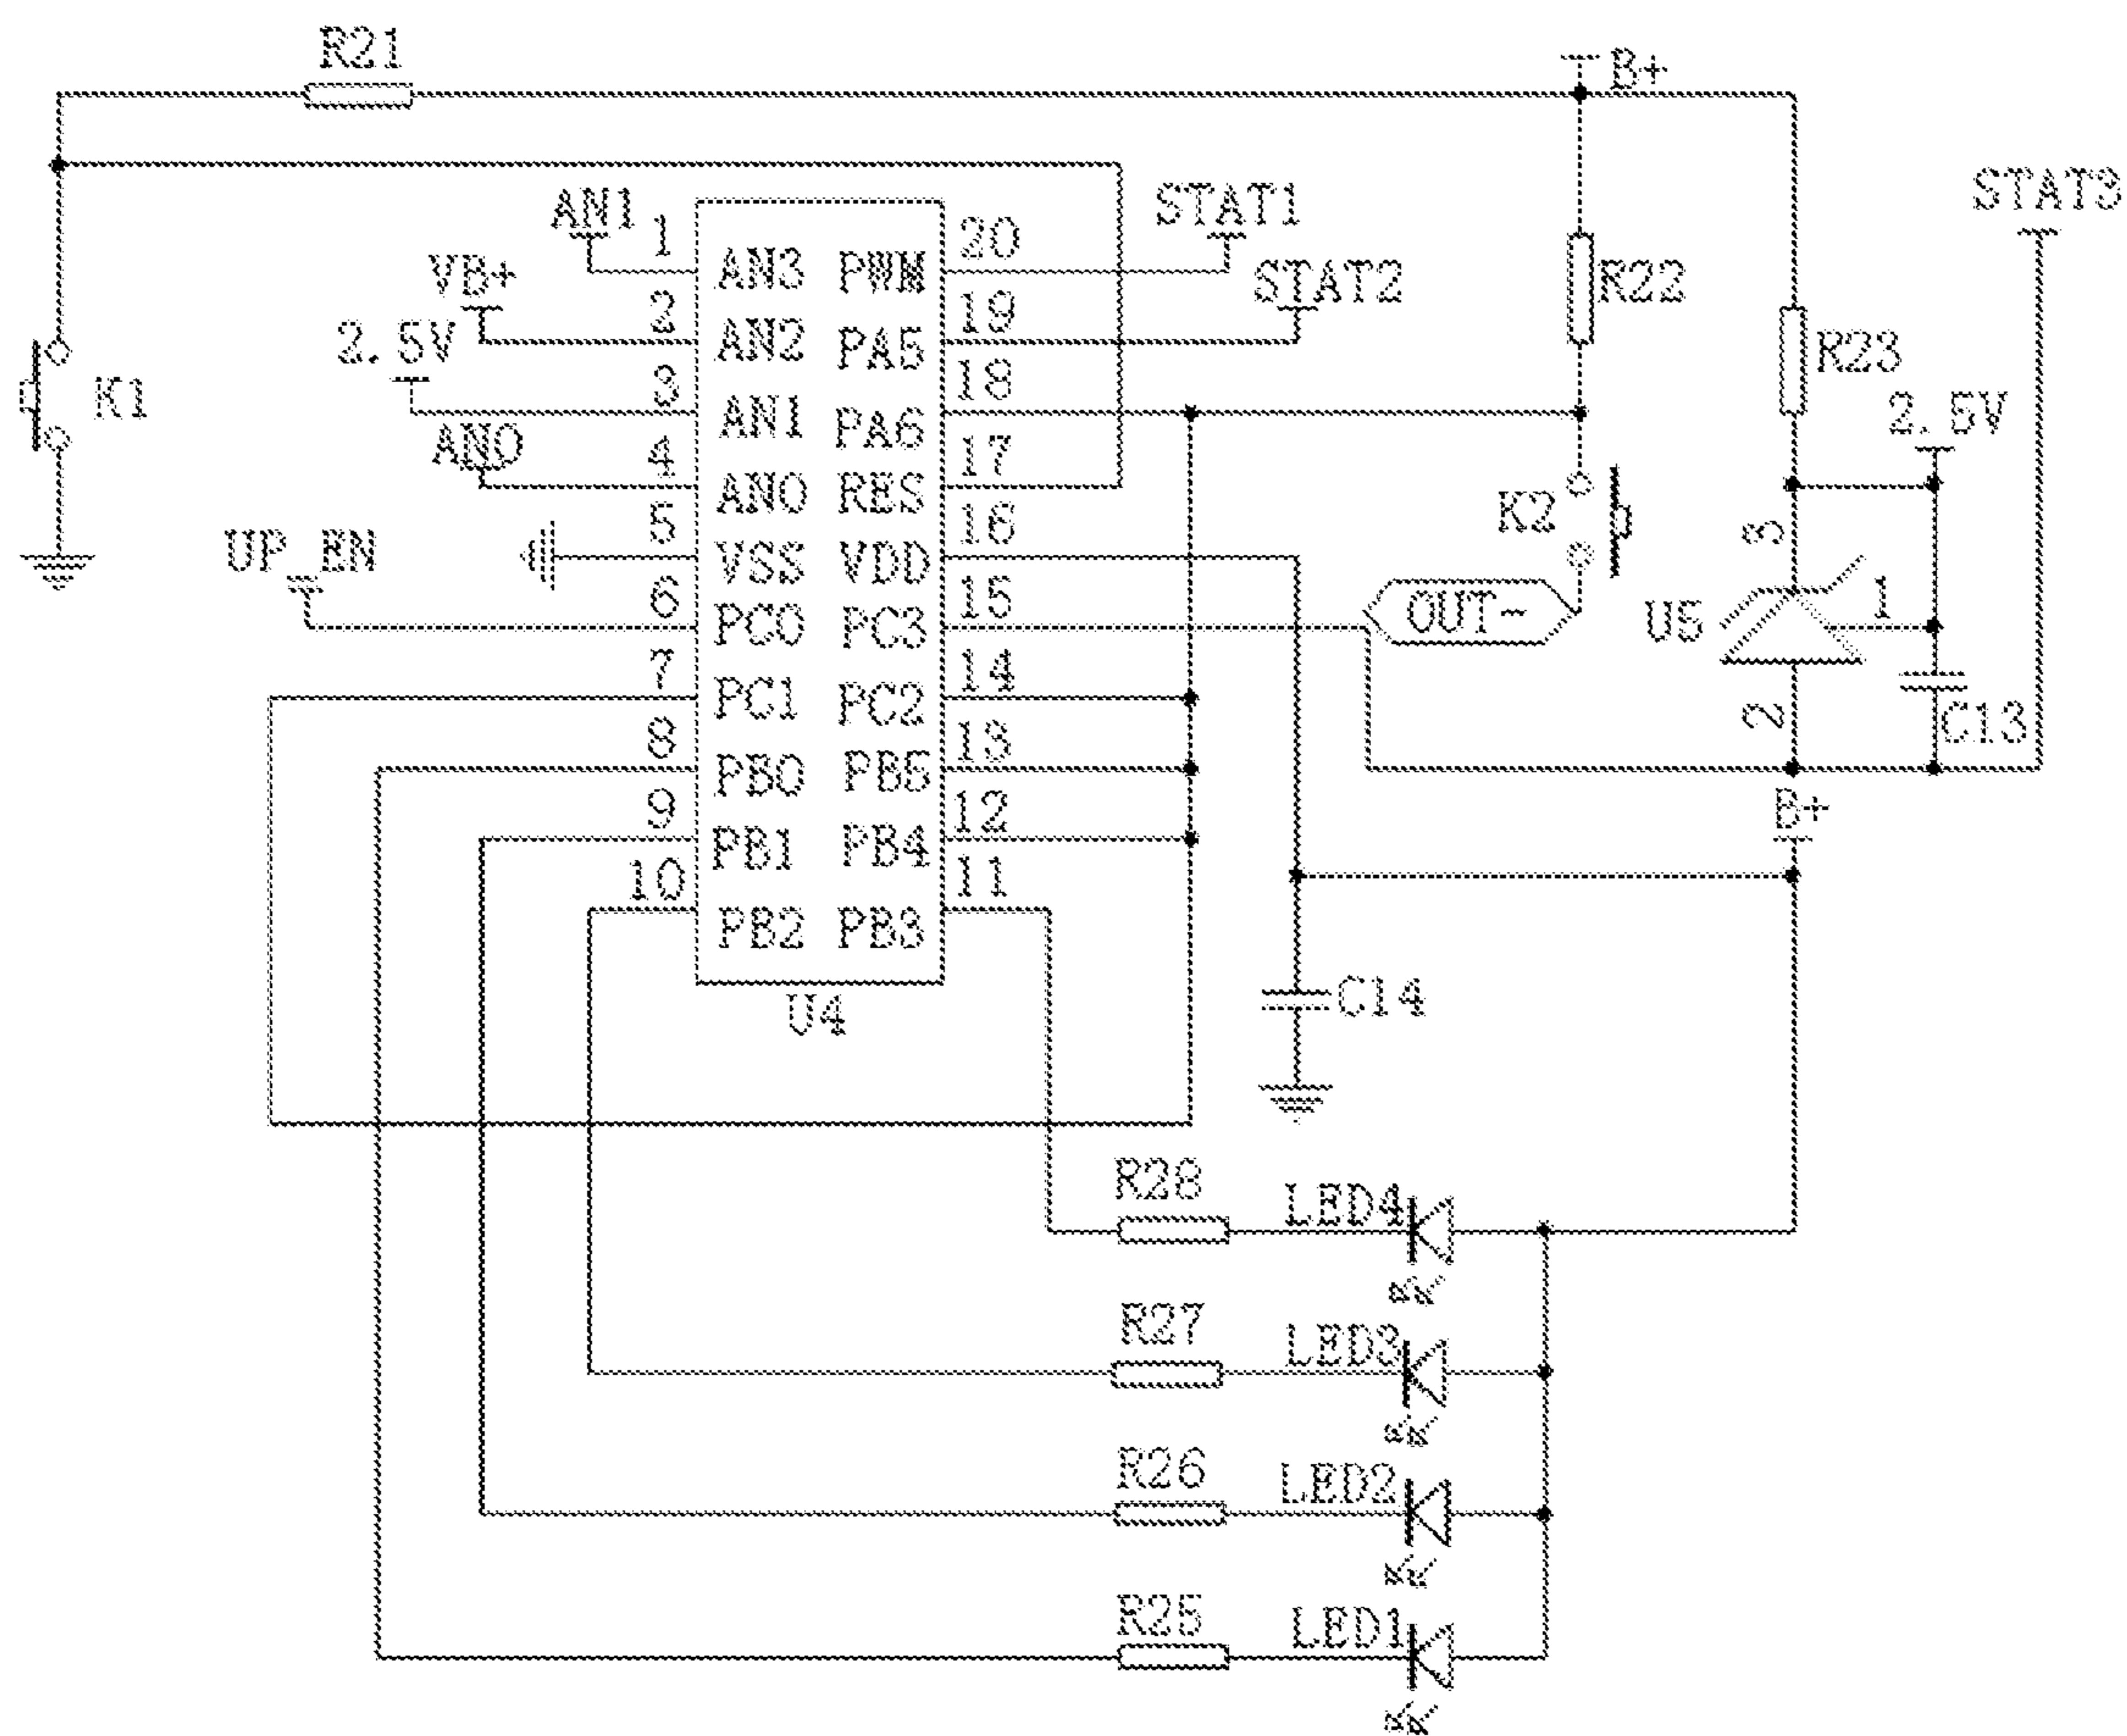 R21
B+
STAT3
AN1
1
AN3
PWM
20
STAT1
VB+
2
AN2
PA5
19
STAT2
R22
2.5V
3
AN1
PA6
18
R23
K1
2.5V
AN0
4
AN0
RES
17
K2
5
VSS
VDD
16
3
UP_EN
6
PC0
PC3
15
OUT-
U5
1
7
PC1
PC2
14
2
C13
8
PB0
PB5
13
B+
9
PB1
PB4
12
10
PB2
PB3
11
U4
C14
R28
LED4
R27
LED3
R26
LED2
R25
LED1